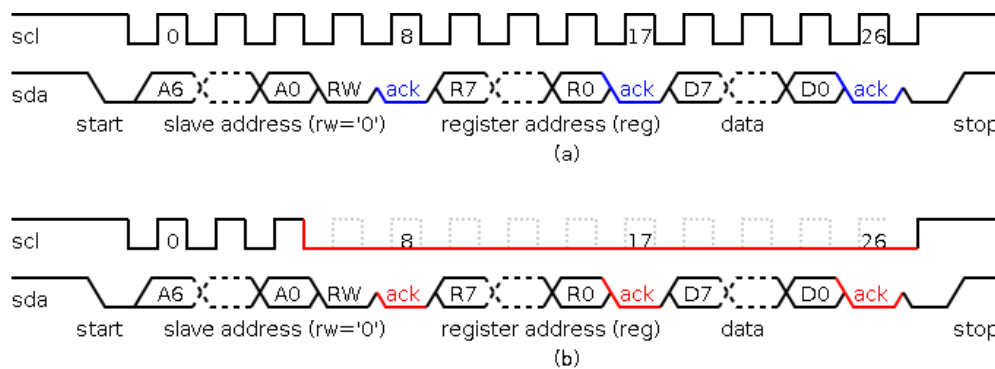 scl 0 8 17 26
sda A6 A0 RW ack R7 R0 ack D7 D0 ack
start slave address (rw='0') register address (reg) data stop
(a)
scl 0 8 17 26
sda A6 A0 RW ack R7 R0 ack D7 D0 ack
start slave address (rw='0') register address (reg) data stop
(b)